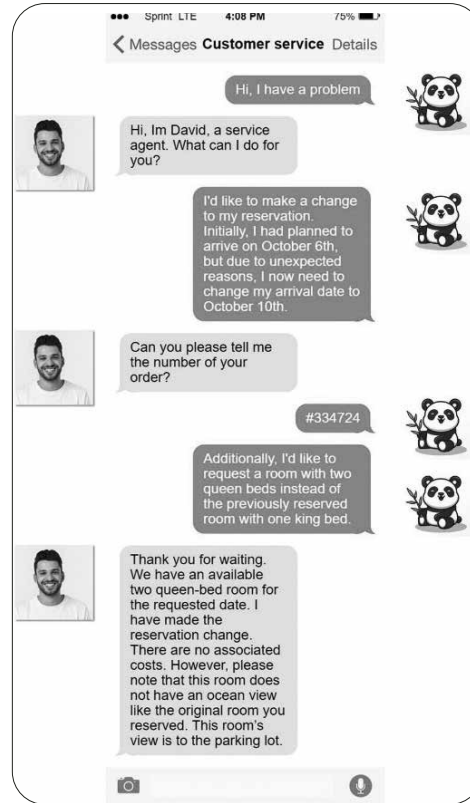 Sprint LTE 4:08 PM 75%
Messages Customer service Details
Hi, I have a problem
Hi, Im David, a service
agent. What can I do for
you?
I'd like to make a change
to my reservation.
Initially, I had planned to
arrive on October 6th,
but due to unexpected
reasons, I now need to
change my arrival date to
October 10th.
Can you please tell me
the number of your
order?
#334724
Additionally, I'd like to
request a room with two
queen beds instead of
the previously reserved
room with one king bed.
Thank you for waiting.
We have an available
two queen-bed room for
the requested date. I
have made the
reservation change.
There are no associated
costs. However, please
note that this room does
not have an ocean view
like the original room you
reserved. This room's
view is to the parking lot.